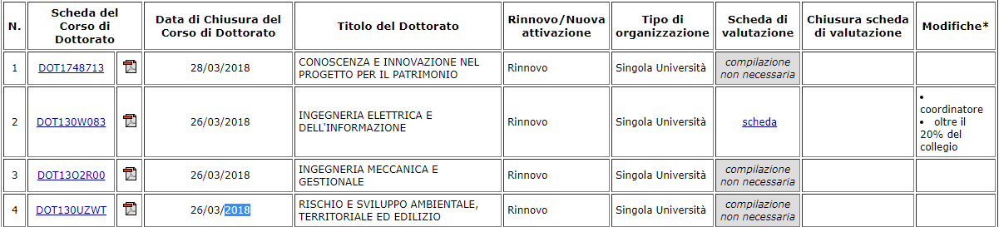 N.
Scheda del
Corso di
Dottorato
Data di Chiusura del
Corso di Dottorato
Titolo del Dottorato
Rinnovo/Nuova
attivazione
Tipo di
organizzazione
Scheda di
valutazione
Chiusura scheda
di valutazione
Modifiche*
1
DOT1748713
28/03/2018
CONOSCENZA E INNOVAZIONE NEL
PROGETTO PER IL PATRIMONIO
Rinnovo
Singola Università
compilazione
non necessaria
2
DOT130W083
26/03/2018
INGEGNERIA ELETTRICA E
DELL'INFORMAZIONE
Rinnovo
Singola Università
scheda
•
coordinatore
• oltre il
20% del
collegio
3
DOT13O2R00
26/03/2018
INGEGNERIA MECCANICA E
GESTIONALE
Rinnovo
Singola Università
compilazione
non necessaria
4
DOT130UZWT
26/03/2018
RISCHIO E SVILUPPO AMBIENTALE,
TERRITORIALE ED EDILIZIO
Rinnovo
Singola Università
compilazione
non necessaria